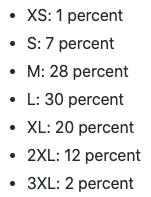 • XS: 1 percent
• S: 7 percent
• M: 28 percent
• L: 30 percent
• XL: 20 percent
• 2XL: 12 percent
• 3XL: 2 percent